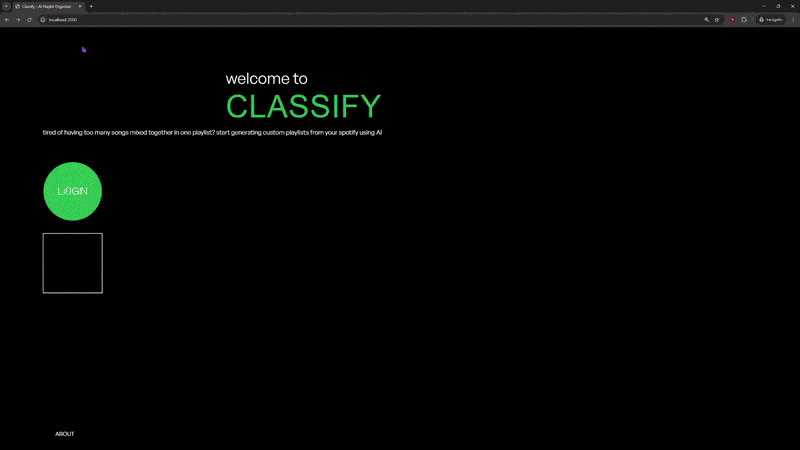 Classify - AI Playlist Organiser
localhost:3000
Incognito
welcome to
CLASSIFY
tired of having too many songs mixed together in one playlist? start generating custom playlists from your spotify using AI
LOGIN
ABOUT